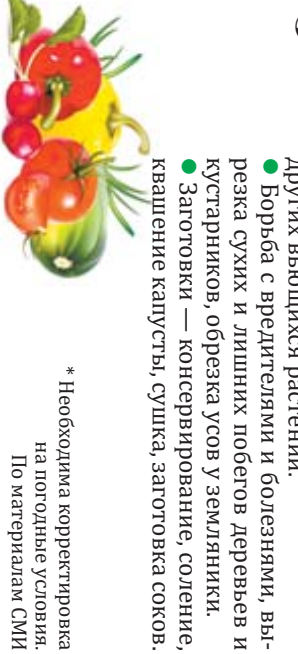 других вьющихся растений.
● Борьба с вредителями и болезнями, вы-
резка сухих и лишних побегов деревьев и
кустарников, обрезка усов у земляники.
● Заготовки — консервирование, соление,
квашение капусты, сушка, заготовка соков.
* Необходима корректировка
на погодные условия.
По материалам СМИ